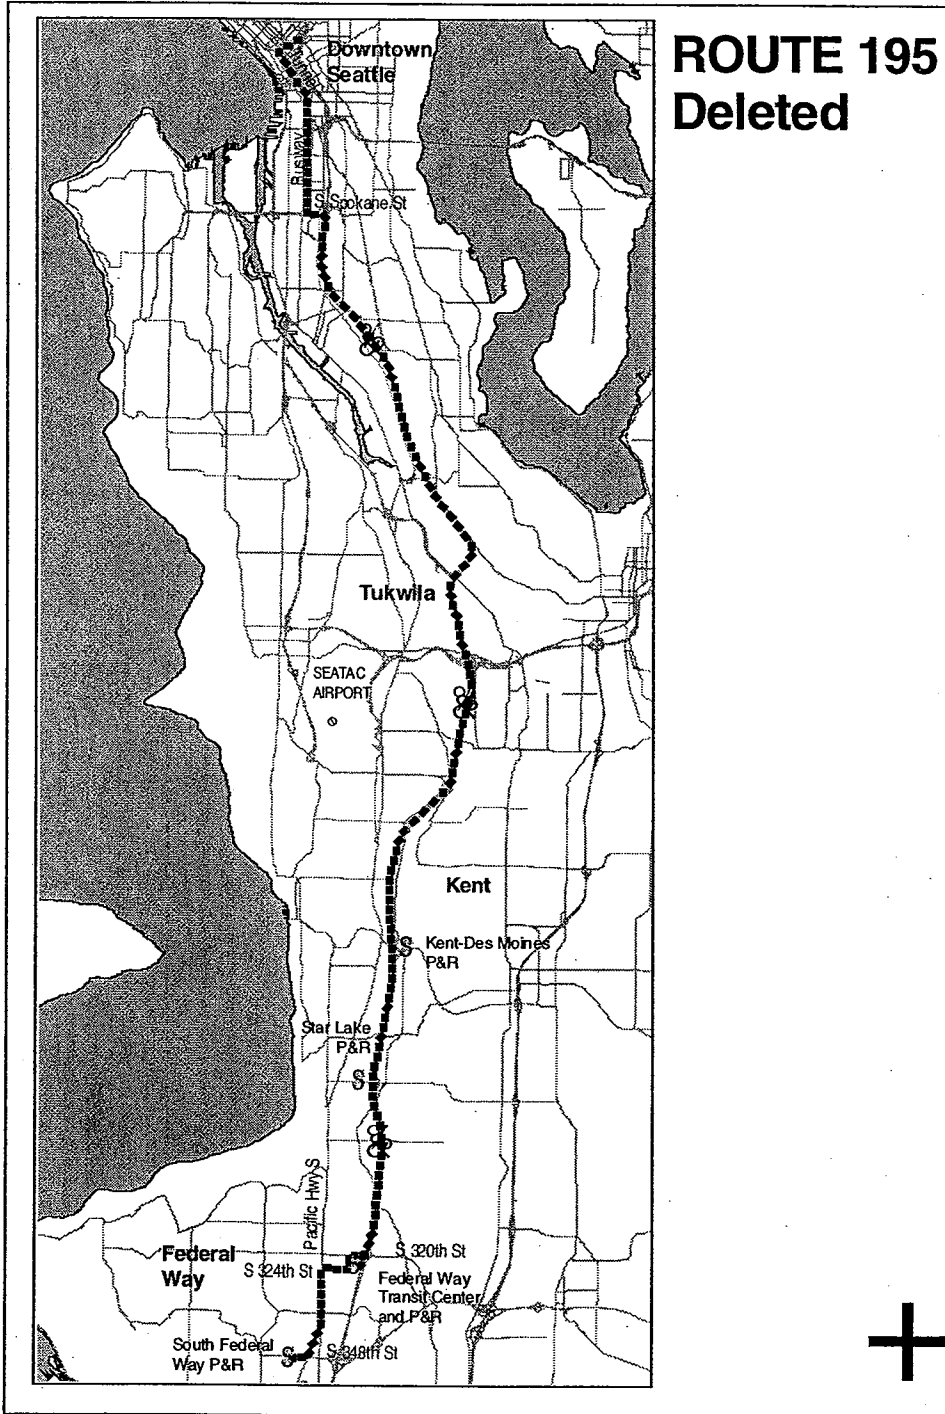 ROUTE 195
Deleted
Downtown
Seattle
Busway
S Spokane St
Tukwila
SEATAC
AIRPORT
Kent
Kent-Des Moines
P&R
Star Lake
P&R
Pacific Hwy S
Federal
Way
S 320th St
S 324th St
Federal Way
Transit Center
and P&R
South Federal
Way P&R
S 348th St